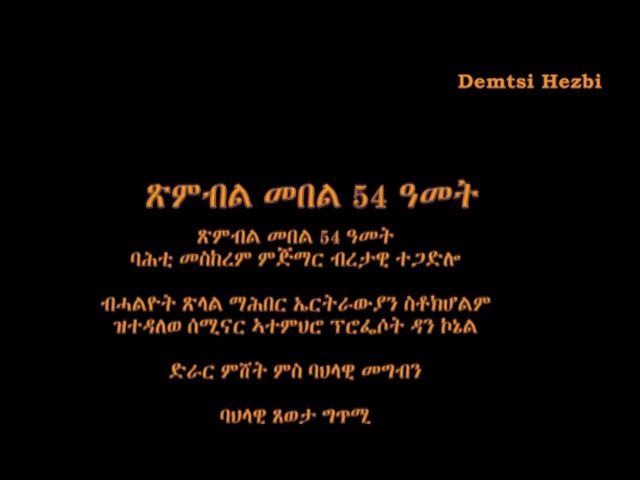 Demtsi Hezbi
ጽምብል መበል 54 ዓመት
ጽምብል መበል 54 ዓመት
ባሕቲ መስከረም ምጅማር ብረታዊ ተጋድሎ
ብሓልዮት ጽላል ማሕበር ኤርትራውያን ስቶክሆልም
ዝተዳለወ ሰሚናር ኣተምህሮ ፕሮፌሶት ዳን ኮኔል
ድራር ምሸት ምስ ባህላዊ መግብን
ባህላዊ ጸወታ ግጥሚ